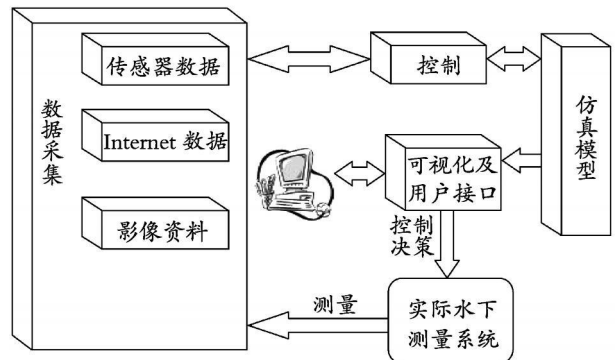 数据采集
传感器数据
Internet 数据
影像资料
控制
仿真模型
可视化及
用户接口
控制
决策
测量
实际水下
测量系统